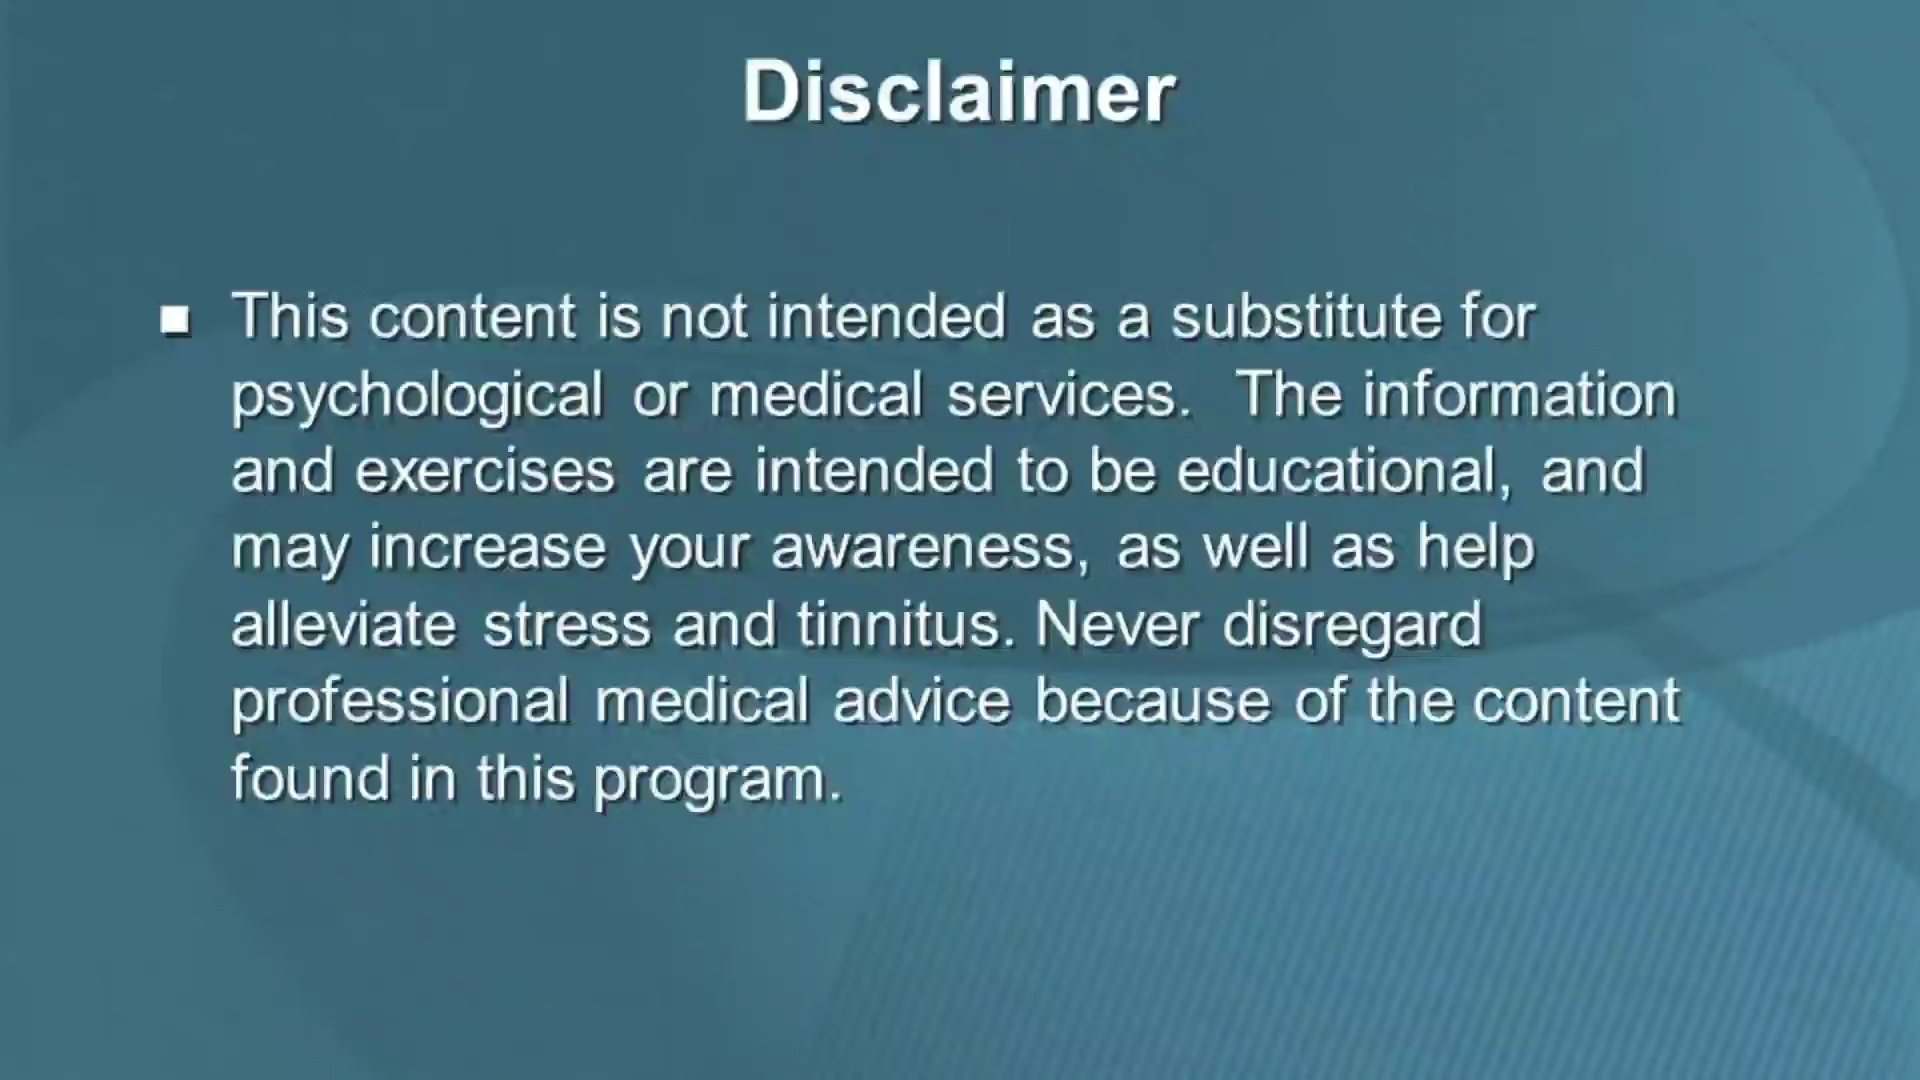 Disclaimer
This content is not intended as a substitute for
psychological or medical services. The information
and exercises are intended to be educational, and
may increase your awareness, as well as help
alleviate stress and tinnitus. Never disregard
professional medical advice because of the content
found in this program.